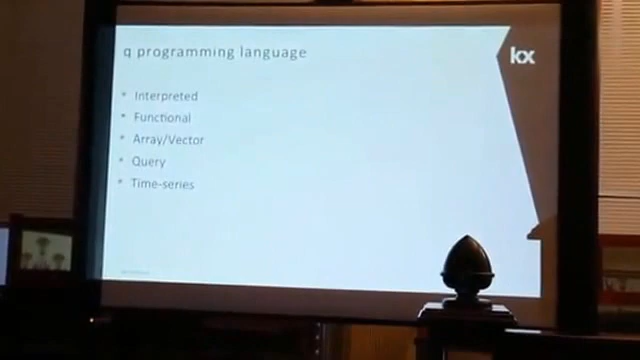 q programming language
kx
* Interpreted
* Functional
* Array/Vector
* Query
* Time-series